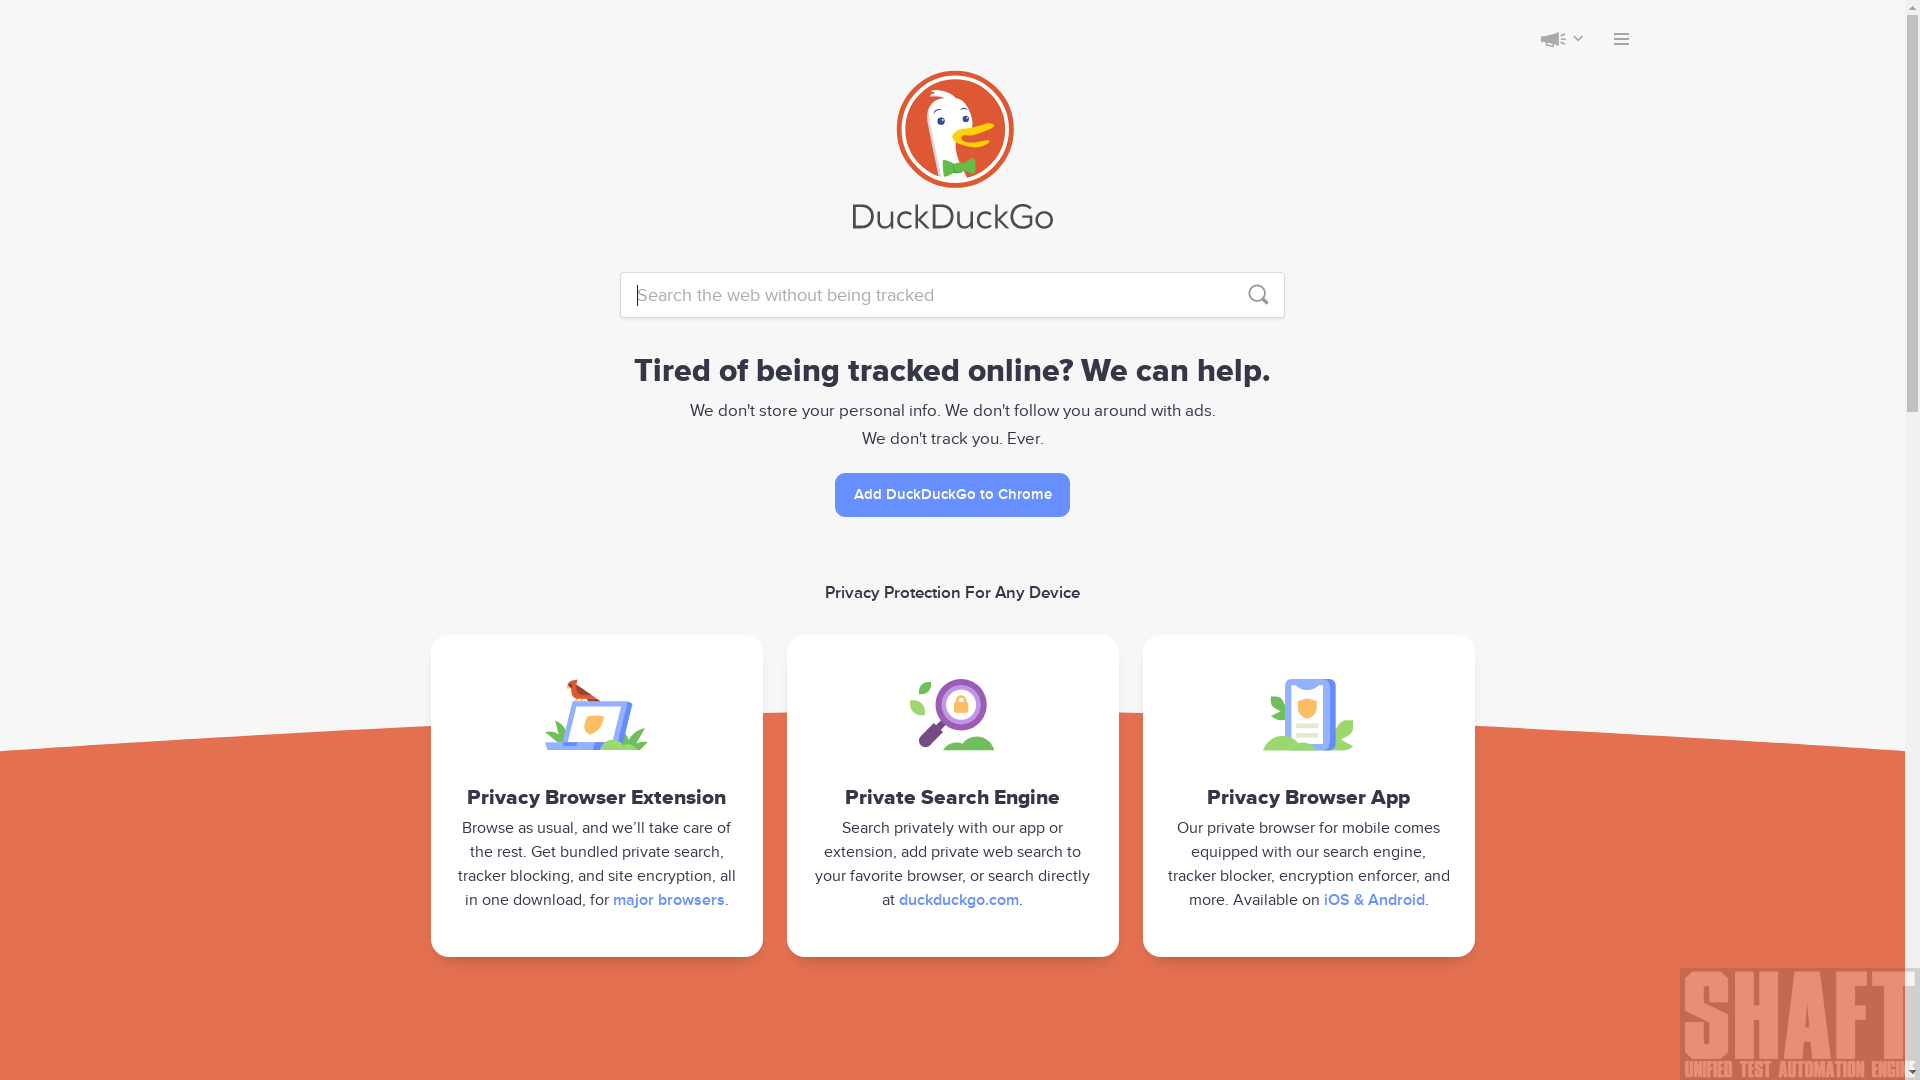 DuckDuckGo
Search the web without being tracked
Tired of being tracked online? We can help.
We don't store your personal info. We don't follow you around with ads.
We don't track you. Ever.
Add DuckDuckGo to Chrome
Privacy Protection For Any Device
Privacy Browser Extension
Browse as usual, and we’ll take care of
the rest. Get bundled private search,
tracker blocking, and site encryption, all
in one download, for major browsers.
Private Search Engine
Search privately with our app or
extension, add private web search to
your favorite browser, or search directly
at duckduckgo.com.
Privacy Browser App
Our private browser for mobile comes
equipped with our search engine,
tracker blocker, encryption enforcer, and
more. Available on iOS & Android.
SHAFT
UNIFIED TEST AUTOMATION ENGINE